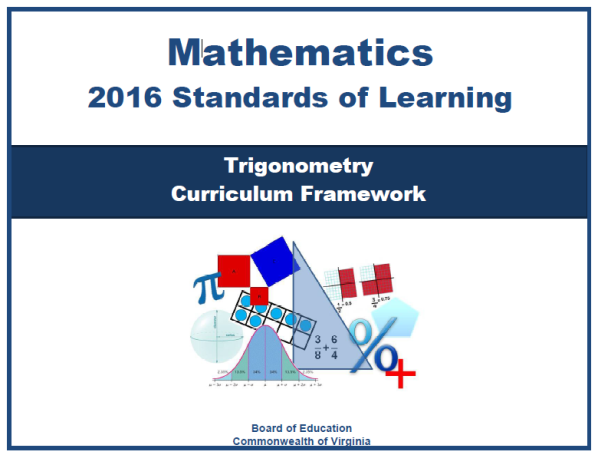 Mathematics
2016 Standards of Learning
Trigonometry
Curriculum Framework
π
3/8 + 6/4
%
+
Board of Education
Commonwealth of Virginia